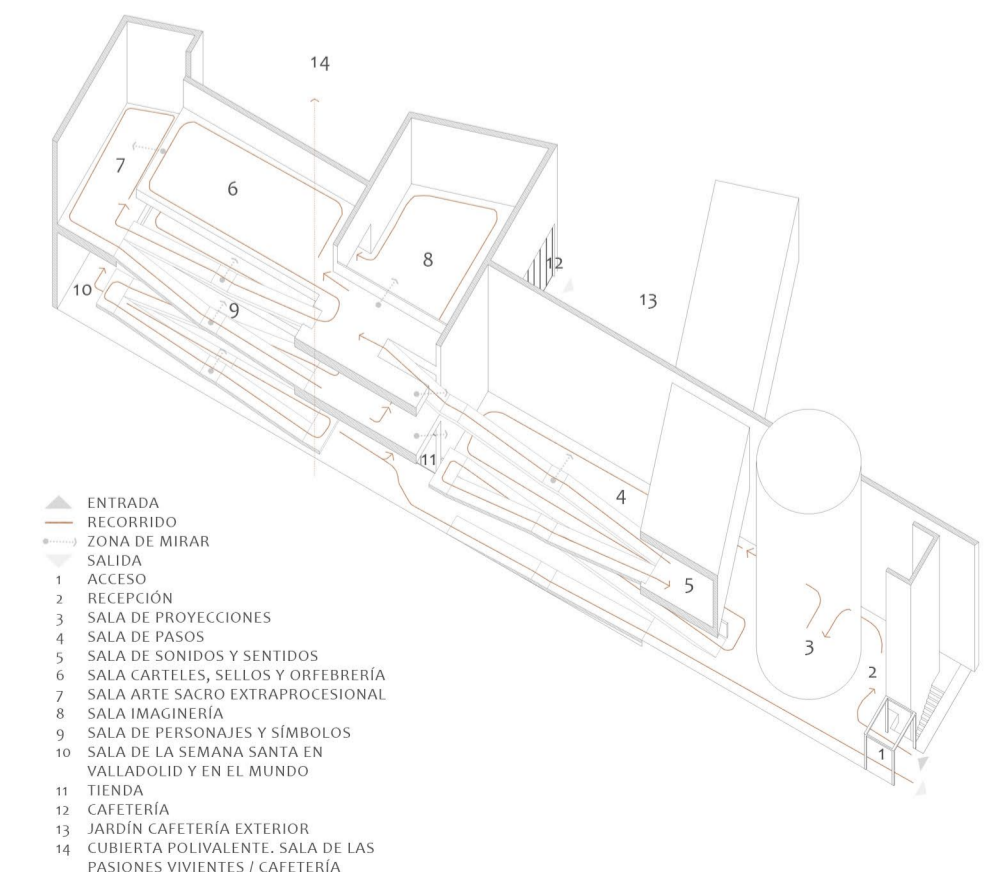 14
7
6
8
12
10
13
9
11
4
5
3
2
1
ENTRADA
RECORRIDO
ZONA DE MIRAR
SALIDA
1 ACCESO
2 RECEPCIÓN
3 SALA DE PROYECCIONES
4 SALA DE PASOS
5 SALA DE SONIDOS Y SENTIDOS
6 SALA CARTELES, SELLOS Y ORFEBRERÍA
7 SALA ARTE SACRO EXTRAPROCESIONAL
8 SALA IMAGINERÍA
9 SALA DE PERSONAJES Y SÍMBOLOS
10 SALA DE LA SEMANA SANTA EN
VALLADOLID Y EN EL MUNDO
11 TIENDA
12 CAFETERÍA
13 JARDÍN CAFETERÍA EXTERIOR
14 CUBIERTA POLIVALENTE. SALA DE LAS
PASIONES VIVIENTES / CAFETERÍA